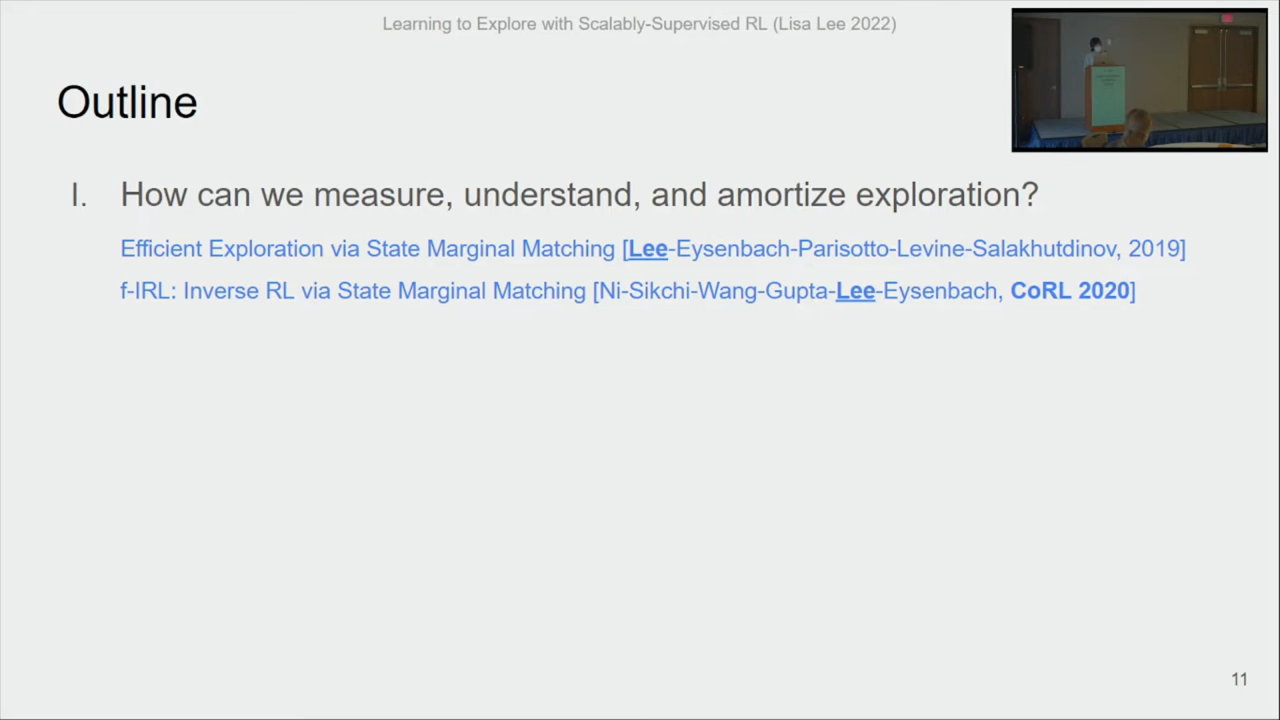 Learning to Explore with Scalably-Supervised RL (Lisa Lee 2022)
Outline
I. How can we measure, understand, and amortize exploration?
Efficient Exploration via State Marginal Matching [Lee-Eysenbach-Parisotto-Levine-Salakhutdinov, 2019]
f-IRL: Inverse RL via State Marginal Matching [Ni-Sikchi-Wang-Gupta-Lee-Eysenbach, CoRL 2020]
11